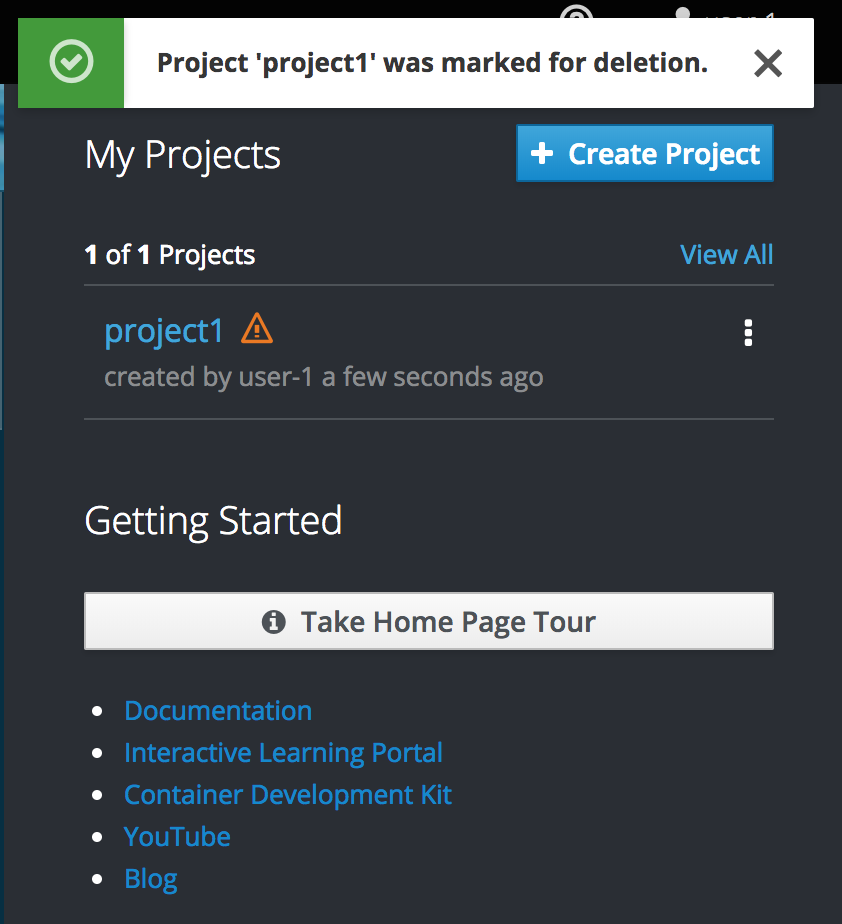 Project 'project1' was marked for deletion.
My Projects
Create Project
1 of 1 Projects
View All
project1
created by user-1 a few seconds ago
Getting Started
Take Home Page Tour
Documentation
Interactive Learning Portal
Container Development Kit
YouTube
Blog